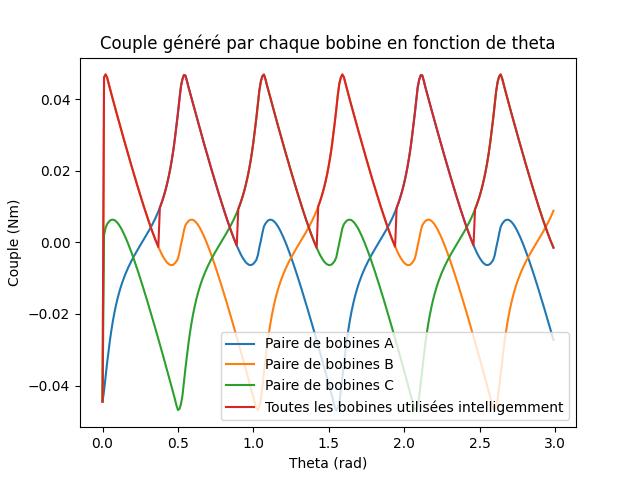 Couple généré par chaque bobine en fonction de theta
Couple (Nm)
0.04
0.02
0.00
−0.02
−0.04
Paire de bobines A
Paire de bobines B
Paire de bobines C
Toutes les bobines utilisées intelligemment
0.0 0.5 1.0 1.5 2.0 2.5 3.0
Theta (rad)